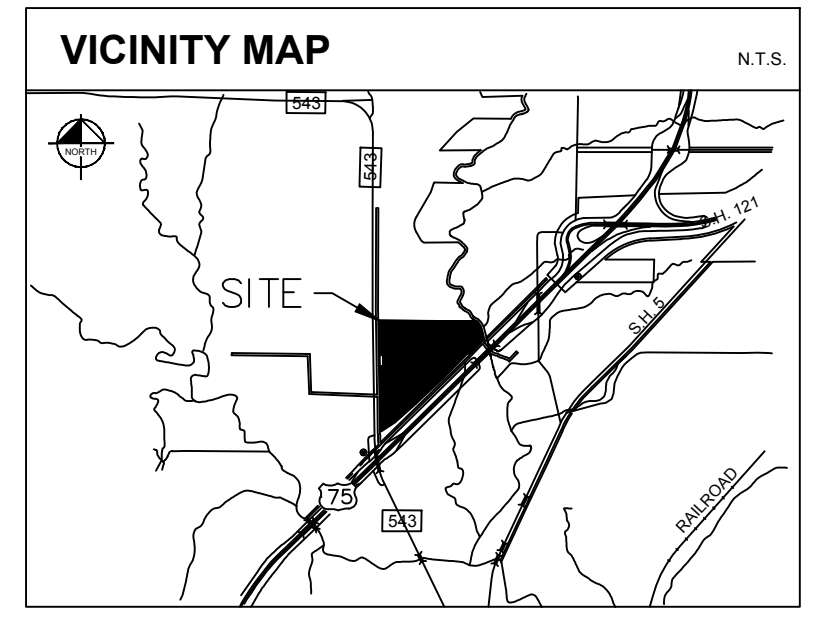 VICINITY MAP
N.T.S.
543
NORTH
543
S.H. 121
SITE
S.H. 5
75
543
RAILROAD